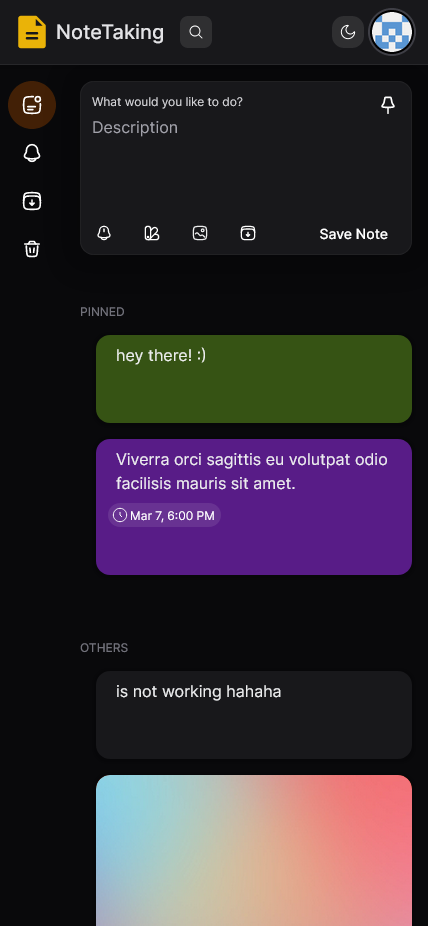 NoteTaking
What would you like to do?
Description
Save Note
PINNED
hey there! :)
Viverra orci sagittis eu volutpat odio
facilisis mauris sit amet.
Mar 7, 6:00 PM
OTHERS
is not working hahaha